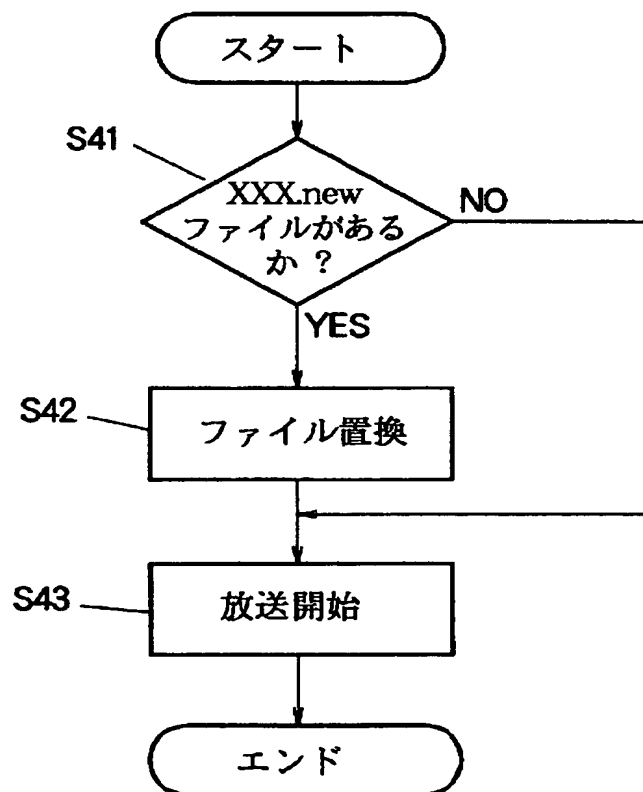 スタート
S41
XXX.new
ファイルがある
か ?
NO
YES
S42
ファイル置換
S43
放送開始
エンド